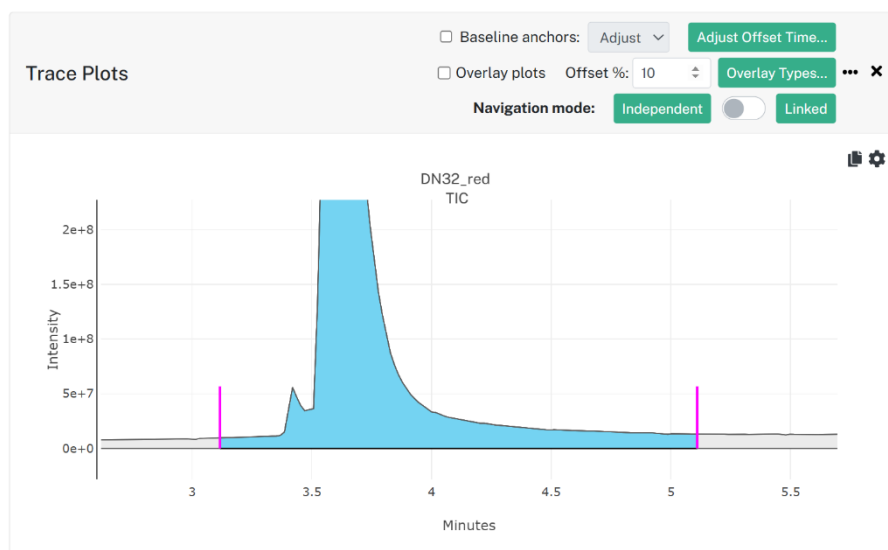 Trace Plots
Baseline anchors: Adjust Adjust Offset Time...
Overlay plots Offset %: 10 Overlay Types...
Navigation mode: Independent Linked
DN32_red
TIC
2e+8
1.5e+8
1e+8
5e+7
0e+0
Intensity
3 3.5 4 4.5 5 5.5
Minutes